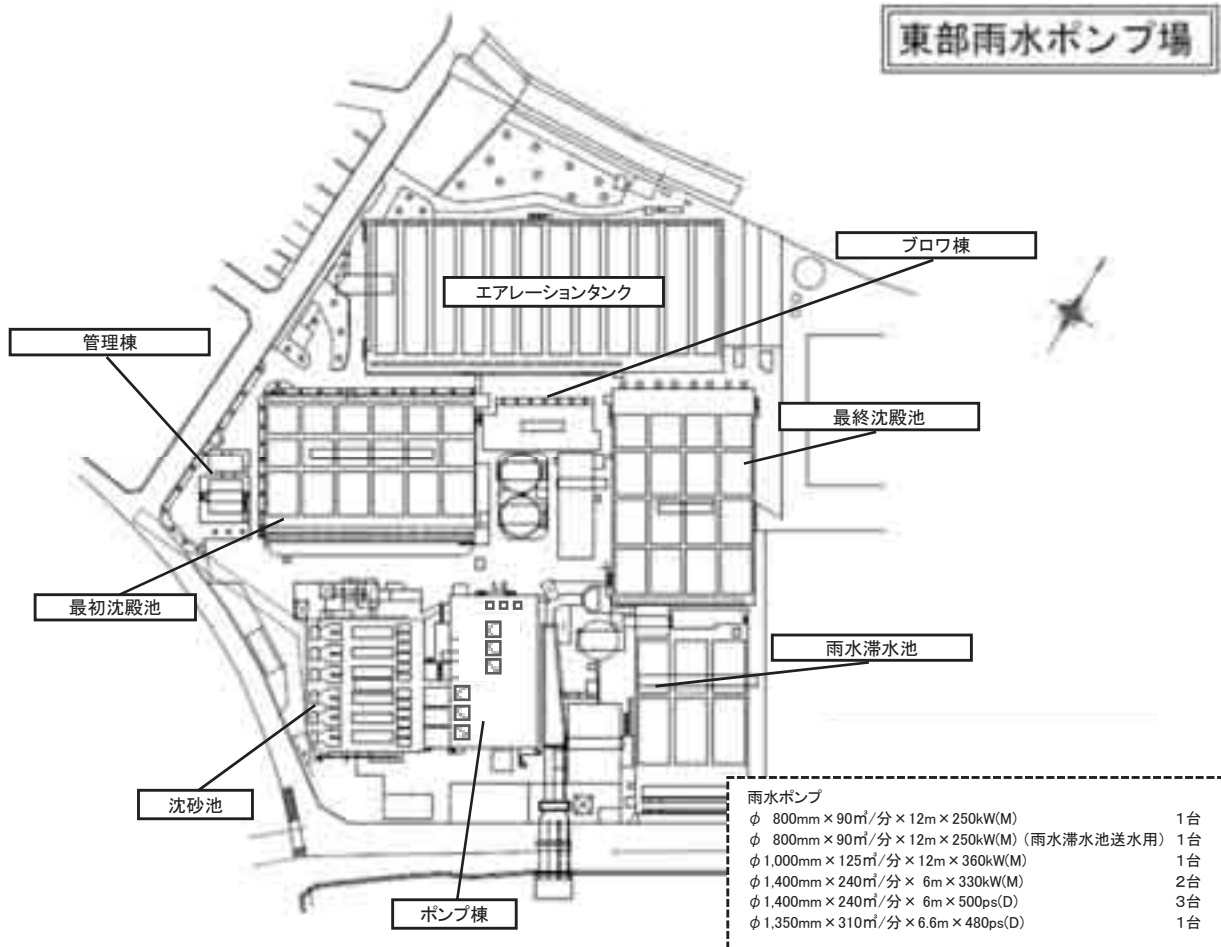 東部雨水ポンプ場
ブロワ棟
エアレーションタンク
管理棟
最終沈殿池
最初沈殿池
雨水滞水池
沈砂池
ポンプ棟
雨水ポンプ
φ 800mm×90㎥/分×12m×250kW(M) 1台
φ 800mm×90㎥/分×12m×250kW(M)(雨水滞水池送水用) 1台
φ1,000mm×125㎥/分×12m×360kW(M) 1台
φ1,400mm×240㎥/分× 6m×330kW(M) 2台
φ1,400mm×240㎥/分× 6m×500ps(D) 3台
φ1,350mm×310㎥/分×6.6m×480ps(D) 1台